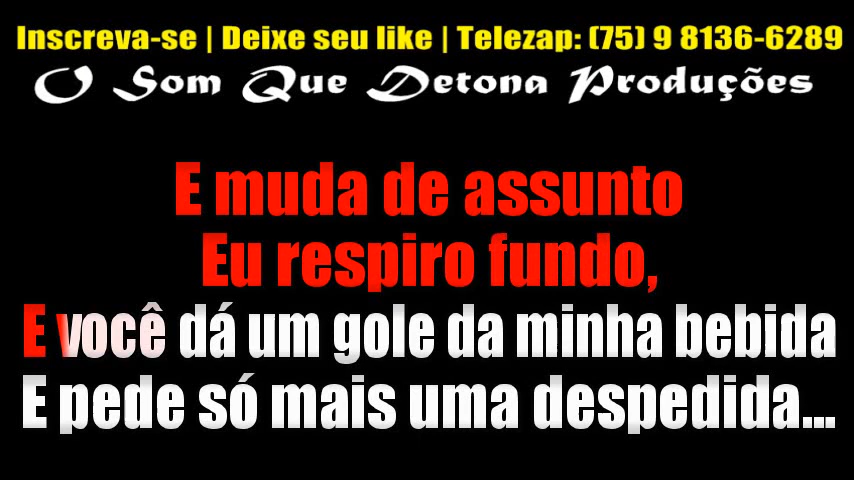 Inscreva-se | Deixe seu like | Telezap: (75) 9 8136-6289
O Som Que Detona Produções
E muda de assunto
Eu respiro fundo,
E você dá um gole da minha bebida
E pede só mais uma despedida...